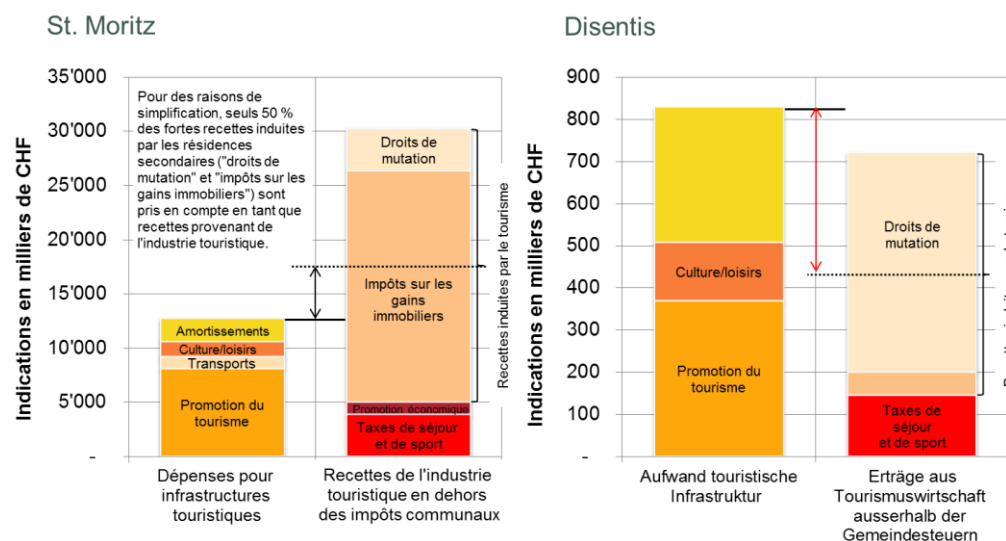 St. Moritz
Indications en milliers de CHF
35'000
30'000
25'000
20'000
15'000
10'000
5'000
-
Pour des raisons de
simplification, seuls 50 %
des fortes recettes induites
par les résidences
secondaires ("droits de
mutation" et "impôts sur les
gains immobiliers") sont
pris en compte en tant que
recettes provenant de
l'industrie touristique.
Amortissements
Culture/loisirs
Transports
Promotion du
tourisme
Droits de
mutation
Impôts sur les
gains
immobiliers
Promotion économique
Taxes de séjour
et de sport
Recettes induites par le tourisme
Dépenses pour
infrastructures
touristiques
Recettes de l'industrie
touristique en dehors
des impôts communaux
Disentis
Indications en milliers de CHF
900
800
700
600
500
400
300
200
100
-
Culture/loisirs
Promotion du
tourisme
Droits de
mutation
Taxes de
séjour
et de sport
Aufwand touristische
Infrastruktur
Erträge aus
Tourismuswirtschaft
ausserhalb der
Gemeindesteuern